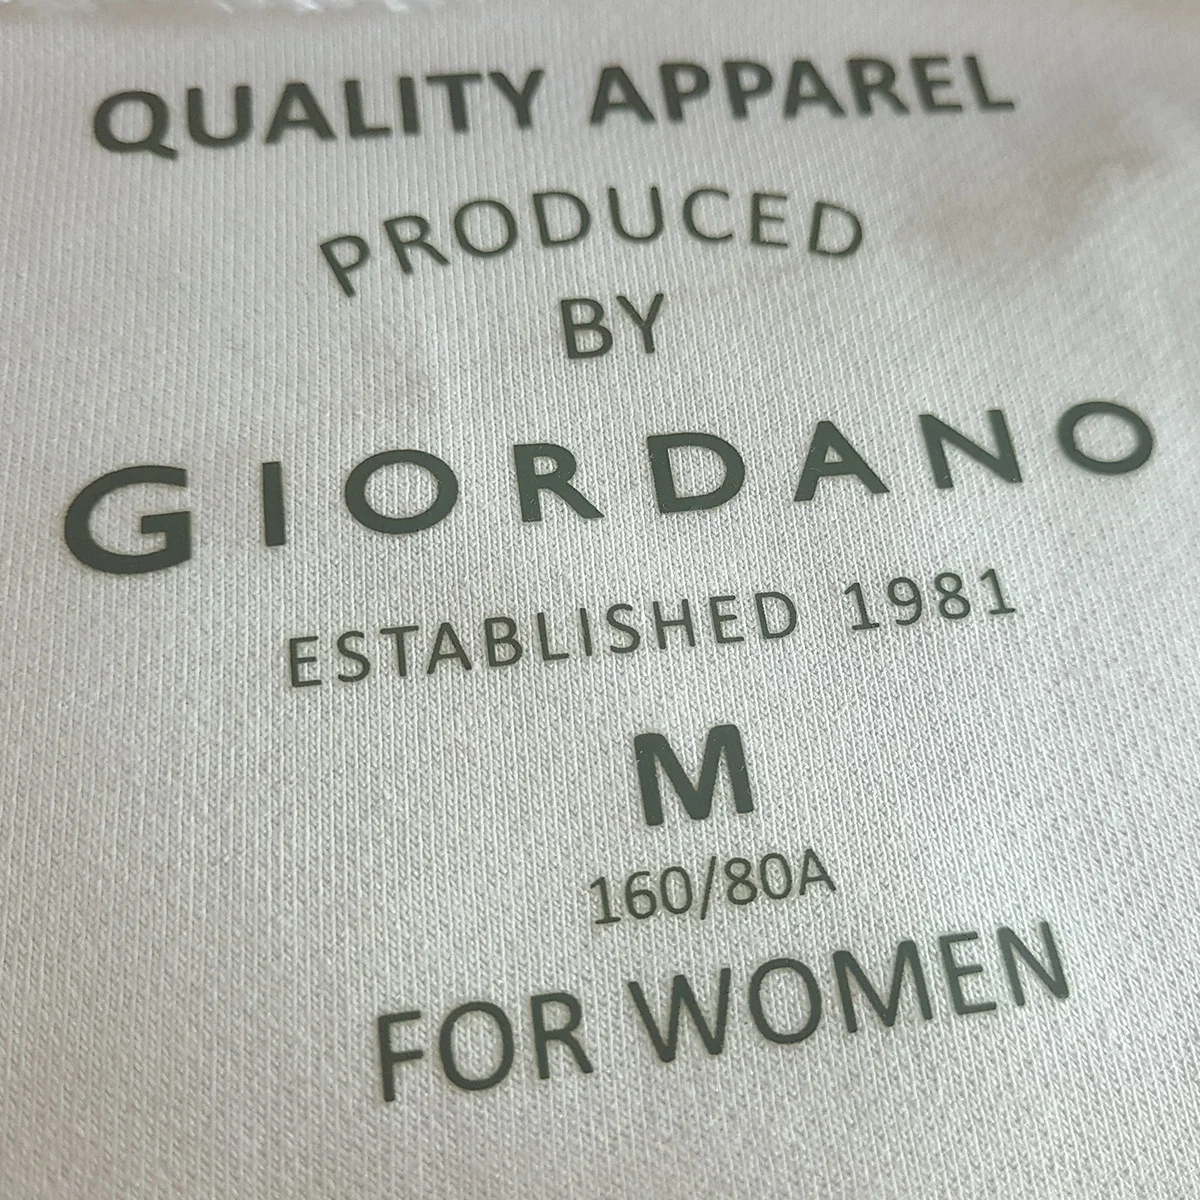 QUALITY APPAREL
PRODUCED
BY
GIORDANO
ESTABLISHED 1981
M
160/80A
FOR WOMEN